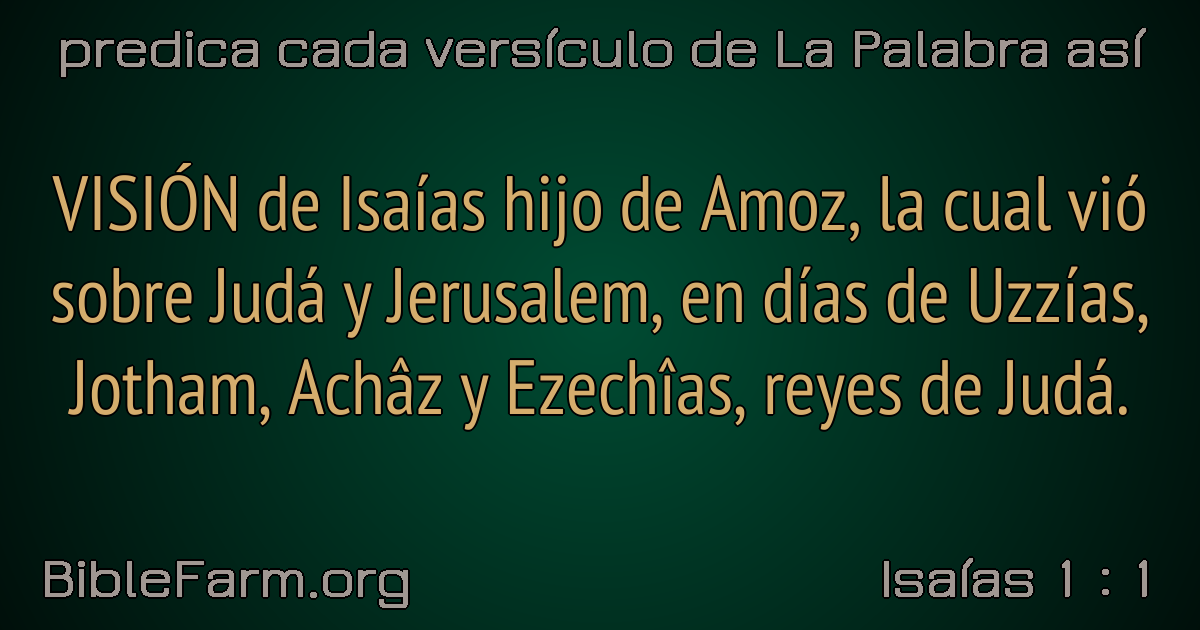 predica cada versículo de La Palabra así
VISIÓN de Isaías hijo de Amoz, la cual vió
sobre Judá y Jerusalem, en días de Uzzías,
Jotham, Achâz y Ezechîas, reyes de Judá.
BibleFarm.org
Isaías 1 : 1